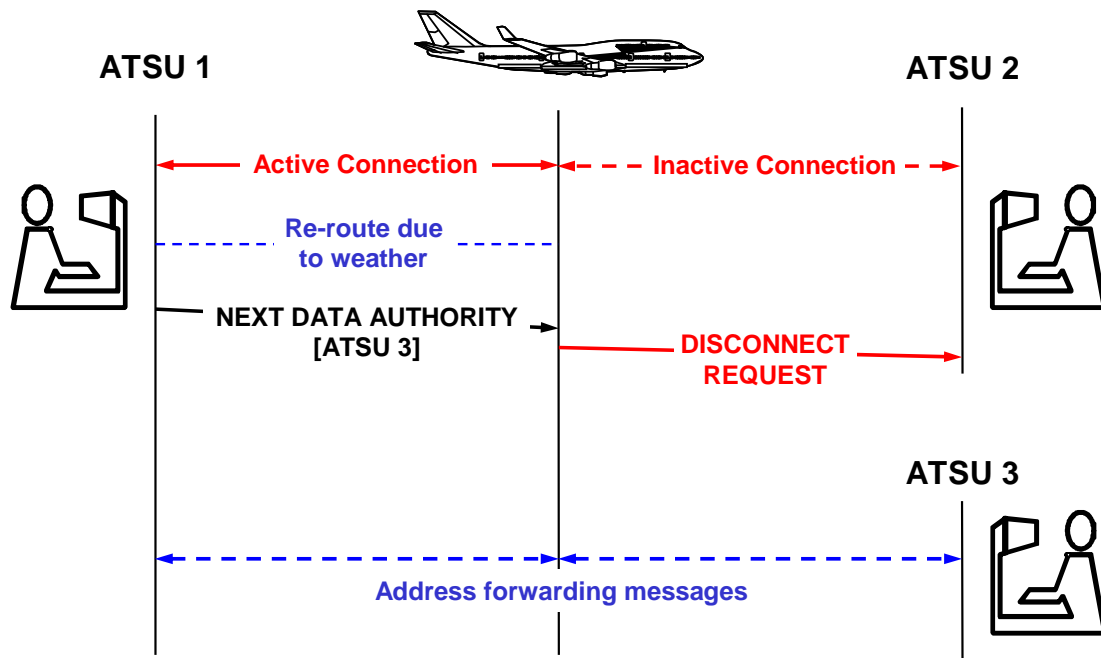 ATSU 1
ATSU 2
Active Connection
Inactive Connection
Re-route due
to weather
NEXT DATA AUTHORITY
[ATSU 3]
DISCONNECT
REQUEST
ATSU 3
Address forwarding messages